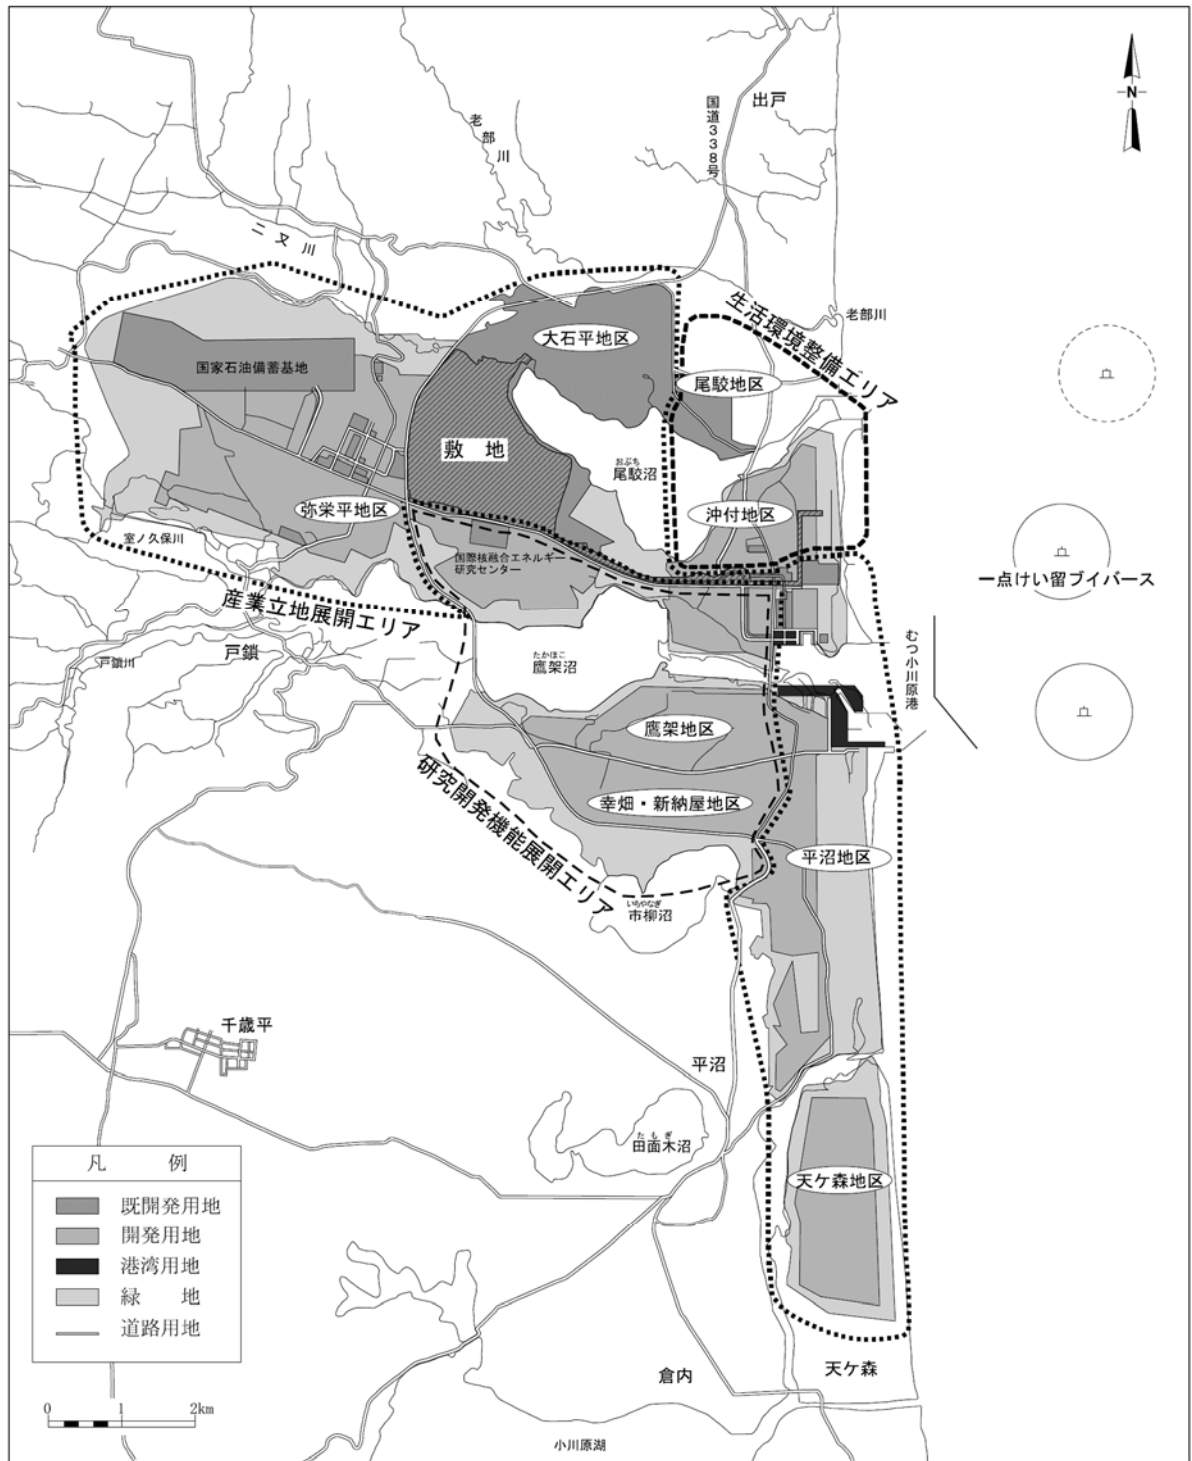 N
出戸
国道338号
老部川
二又川
生活環境整備エリア
老部川
大石平地区
国家石油備蓄基地
尾駮地区
敷 地
おぶち
尾駮沼
弥栄平地区
沖付地区
室ノ久保川
国際核融合エネルギー
研究センター
一点けい留ブイバース
産業立地展開エリア
むつ小川原港
戸鎖
戸鎖川
たかほこ
鷹架沼
鷹架地区
研究開発機能展開エリア
幸畑・新納屋地区
平沼地区
いちやなぎ
市柳沼
千歳平
平沼
たもぎ
田面木沼
天ケ森地区
凡 例
既開発用地
開発用地
港湾用地
緑 地
道路用地
倉内
天ケ森
0 1 2km
小川原湖